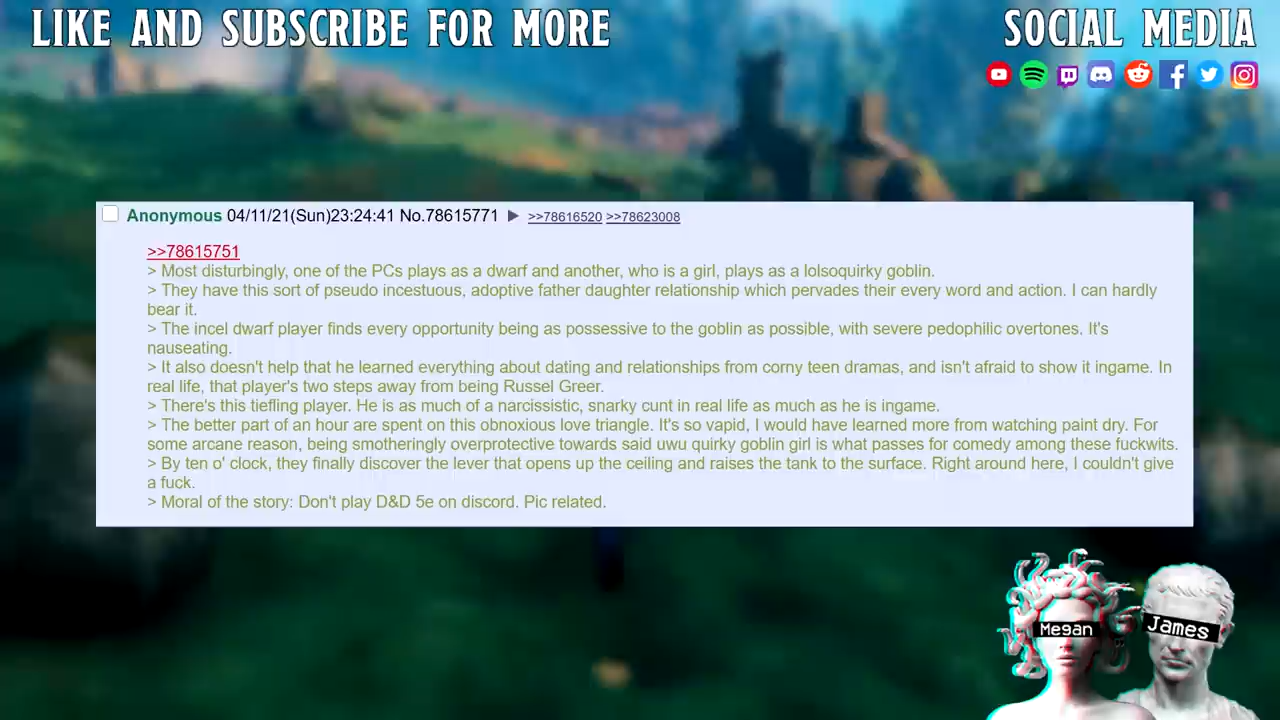 LIKE AND SUBSCRIBE FOR MORE
SOCIAL MEDIA
Anonymous 04/11/21(Sun)23:24:41 No.78615771 ▶ >>78616520 >>78623008
>>78615751
> Most disturbingly, one of the PCs plays as a dwarf and another, who is a girl, plays as a lolsoquirky goblin.
> They have this sort of pseudo incestuous, adoptive father daughter relationship which pervades their every word and action. I can hardly
bear it.
> The incel dwarf player finds every opportunity being as possessive to the goblin as possible, with severe pedophilic overtones. It's
nauseating.
> It also doesn't help that he learned everything about dating and relationships from corny teen dramas, and isn't afraid to show it ingame. In
real life, that player's two steps away from being Russel Greer.
> There's this tiefling player. He is as much of a narcissistic, snarky cunt in real life as much as he is ingame.
> The better part of an hour are spent on this obnoxious love triangle. It's so vapid, I would have learned more from watching paint dry. For
some arcane reason, being smotheringly overprotective towards said uwu quirky goblin girl is what passes for comedy among these fuckwits.
> By ten o' clock, they finally discover the lever that opens up the ceiling and raises the tank to the surface. Right around here, I couldn't give
a fuck.
> Moral of the story: Don't play D&D 5e on discord. Pic related.
Megan
James